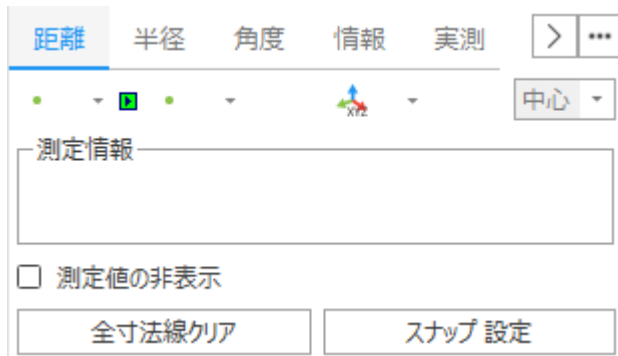 距離 半径 角度 情報 実測
XYZ 中心
測定情報
測定値の非表示
全寸法線クリア スナップ 設定